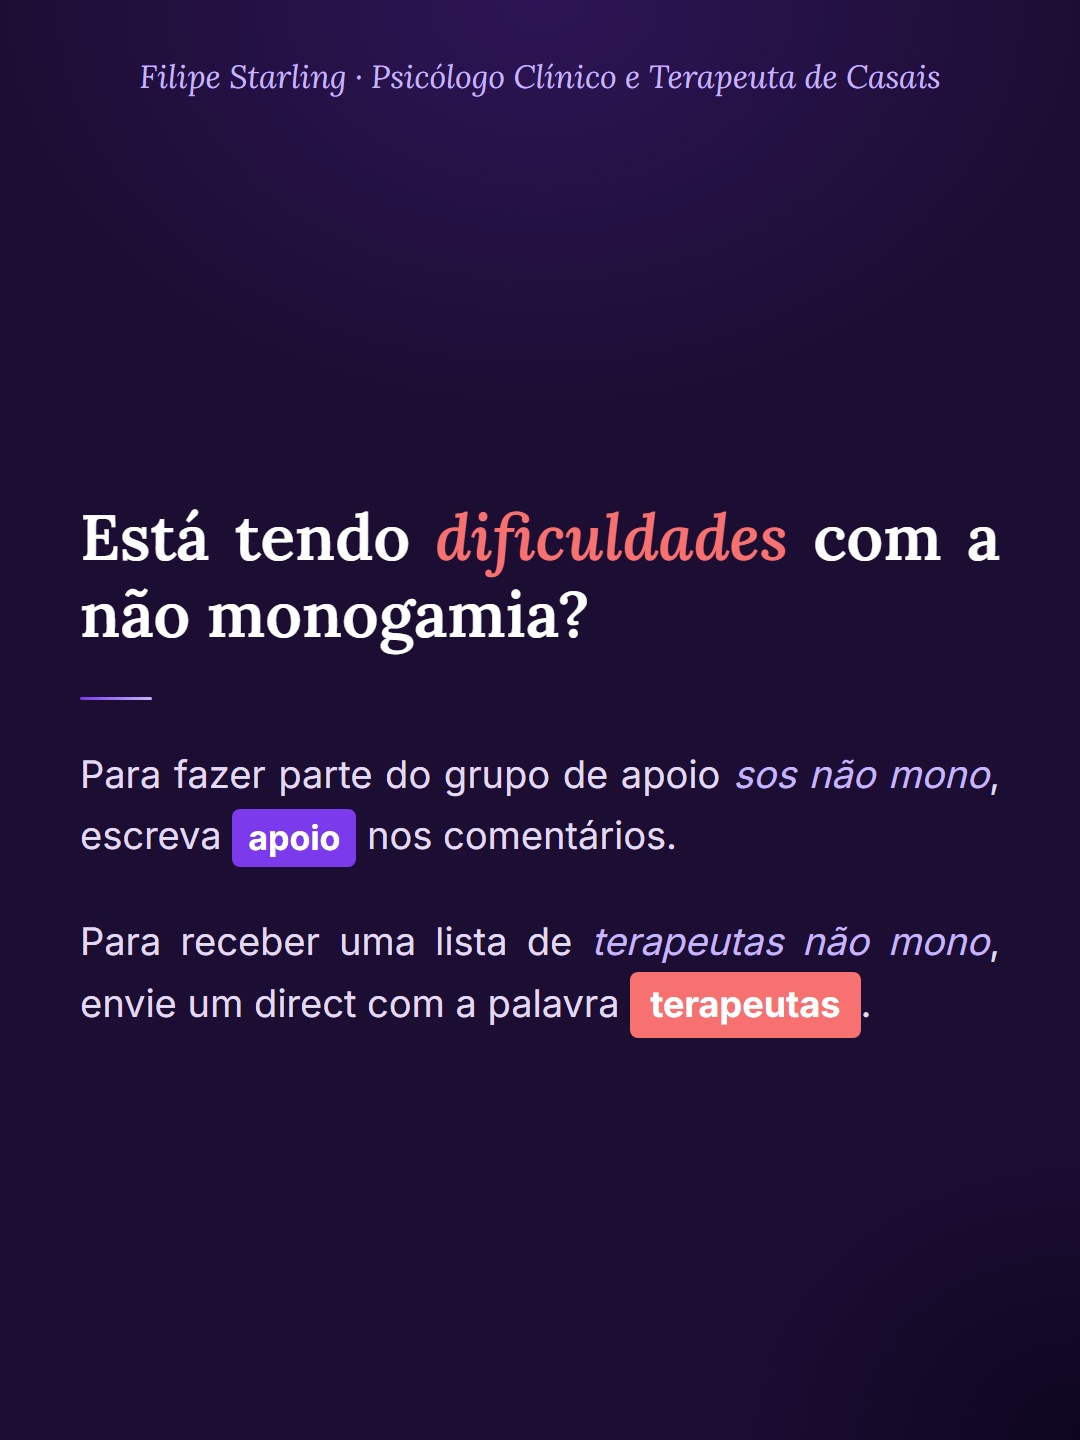 Filipe Starling · Psicólogo Clínico e Terapeuta de Casais
Está tendo dificuldades com a
não monogamia?
Para fazer parte do grupo de apoio sos não mono,
escreva apoio nos comentários.
Para receber uma lista de terapeutas não mono,
envie um direct com a palavra terapeutas.